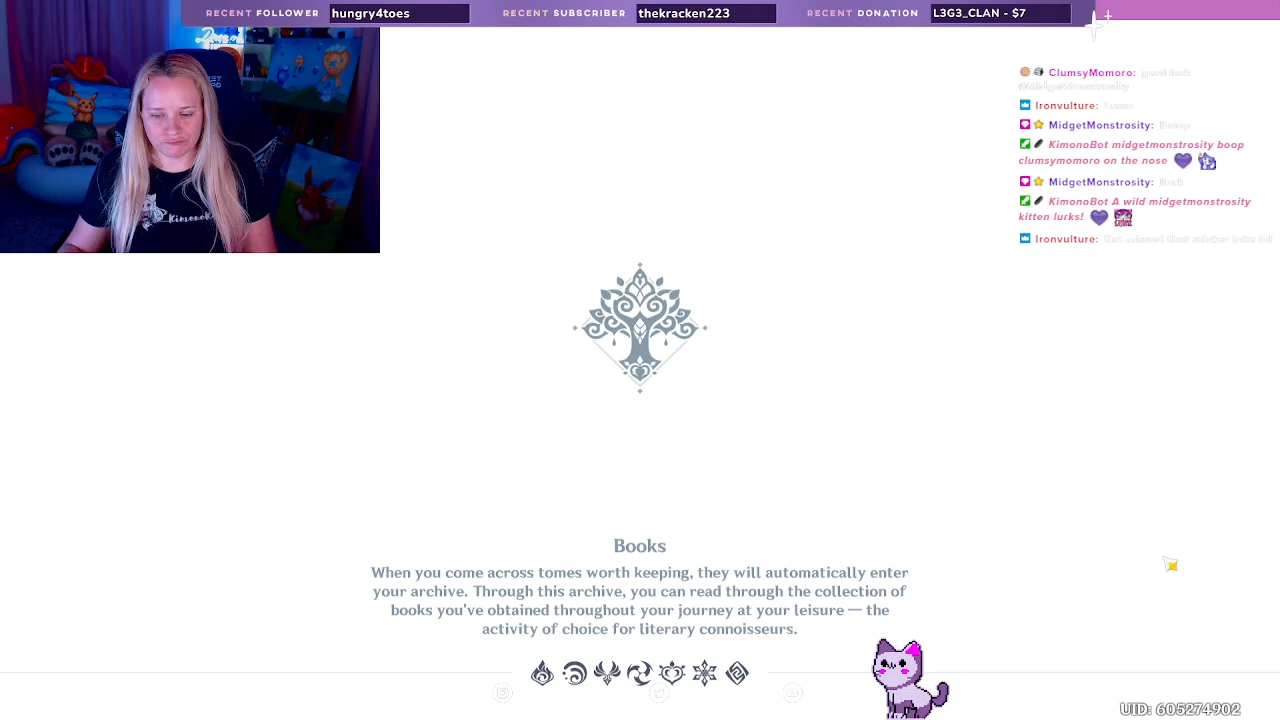 RECENT FOLLOWER hungry4toes RECENT SUBSCRIBER thekracken223 RECENT DONATION L3G3_CLAN - $7
ClumsyMomoro: good luck
Ironvulture:
MidgetMonstrosity:
KimonoBot midgetmonstrosity boop
clumsymomoro on the nose
MidgetMonstrosity:
KimonoBot A wild midgetmonstrosity
kitten lurks!
Ironvulture:
Books
When you come across tomes worth keeping, they will automatically enter
your archive. Through this archive, you can read through the collection of
books you've obtained throughout your journey at your leisure — the
activity of choice for literary connoisseurs.
UID: 605274902